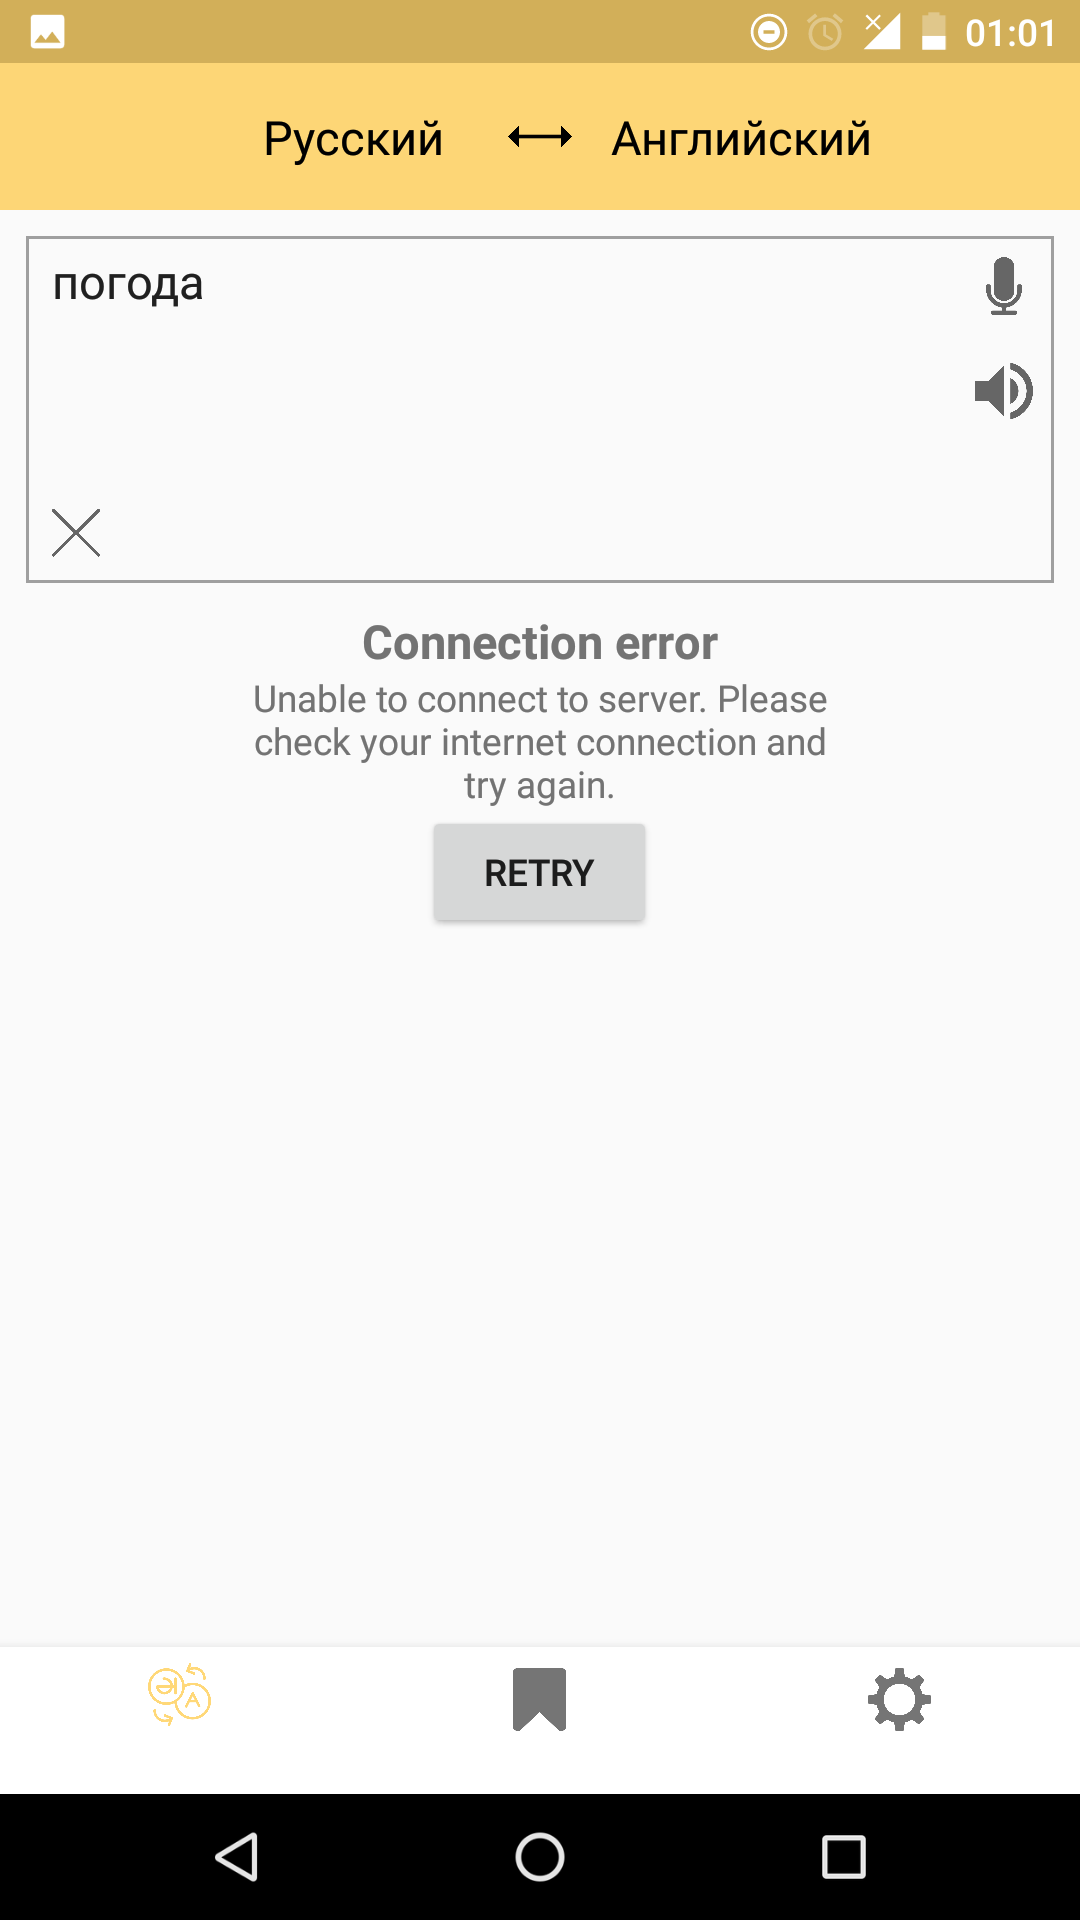 01:01
Русский Английский
погода
Connection error
Unable to connect to server. Please
check your internet connection and
try again.
RETRY